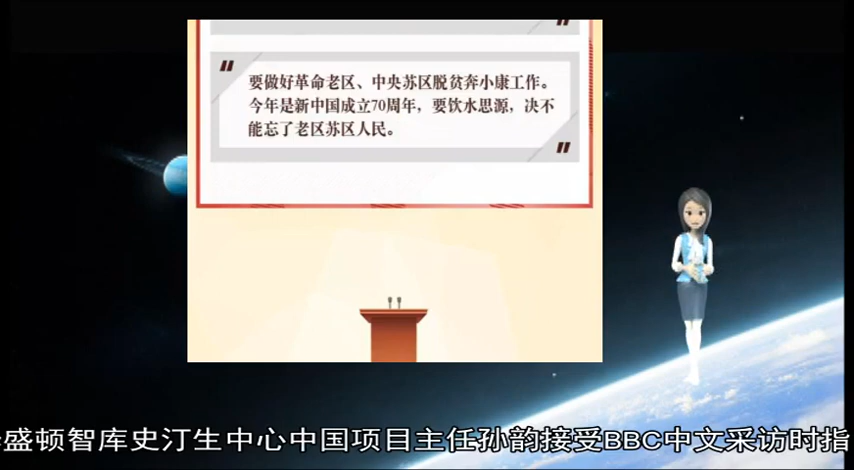 要做好革命老区、中央苏区脱贫奔小康工作。
今年是新中国成立70周年，要饮水思源，决不
能忘了老区苏区人民。
盛顿智库史汀生中心中国项目主任孙韵接受BBC中文采访时指